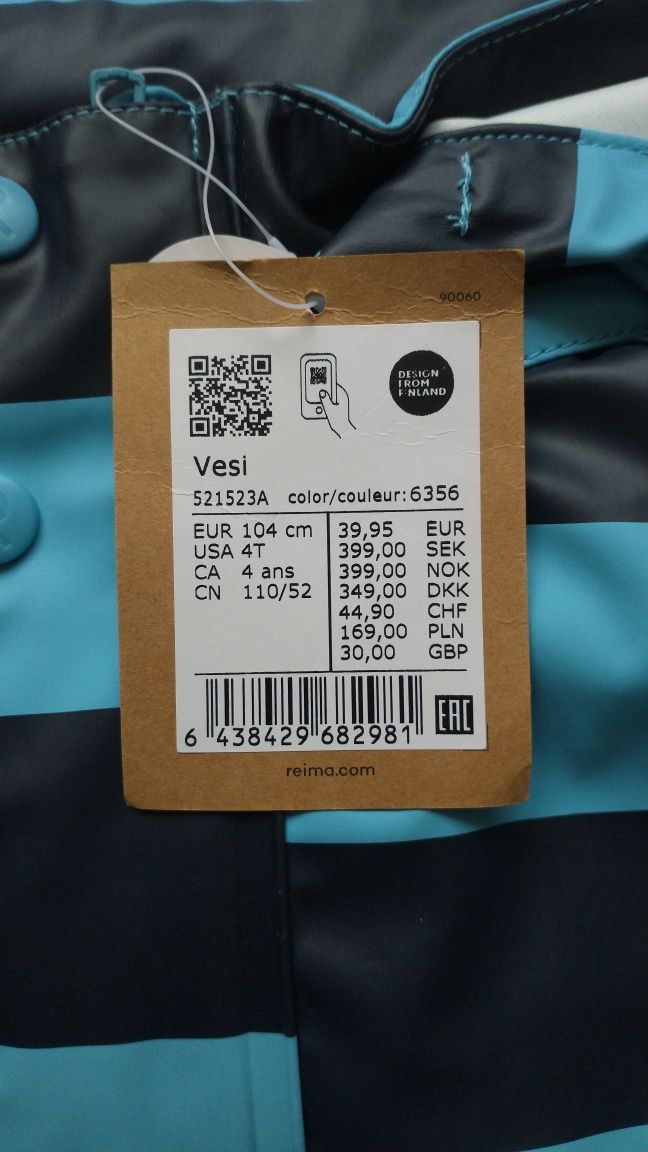 90060
DESIGN
FROM
FINLAND
Vesi
521523A color/couleur: 6356
EUR 104 cm
USA 4T
CA 4 ans
CN 110/52
39,95 EUR
399,00 SEK
399,00 NOK
349,00 DKK
44,90 CHF
169,00 PLN
30,00 GBP
6 438429 682981
EAC
reima.com